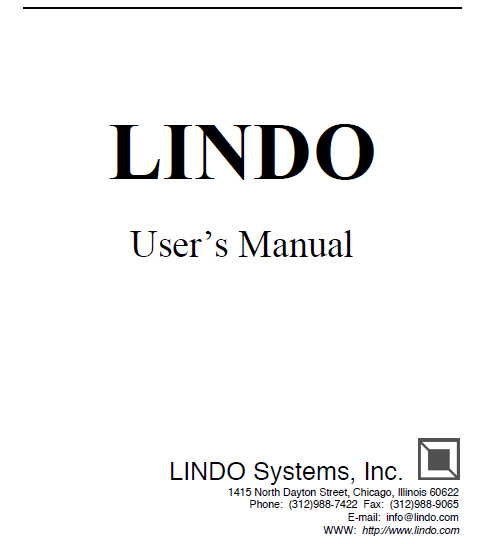 LINDO
User’s Manual
LINDO Systems, Inc.
1415 North Dayton Street, Chicago, Illinois 60622
Phone: (312)988-7422 Fax: (312)988-9065
E-mail: info@lindo.com
WWW: http://www.lindo.com